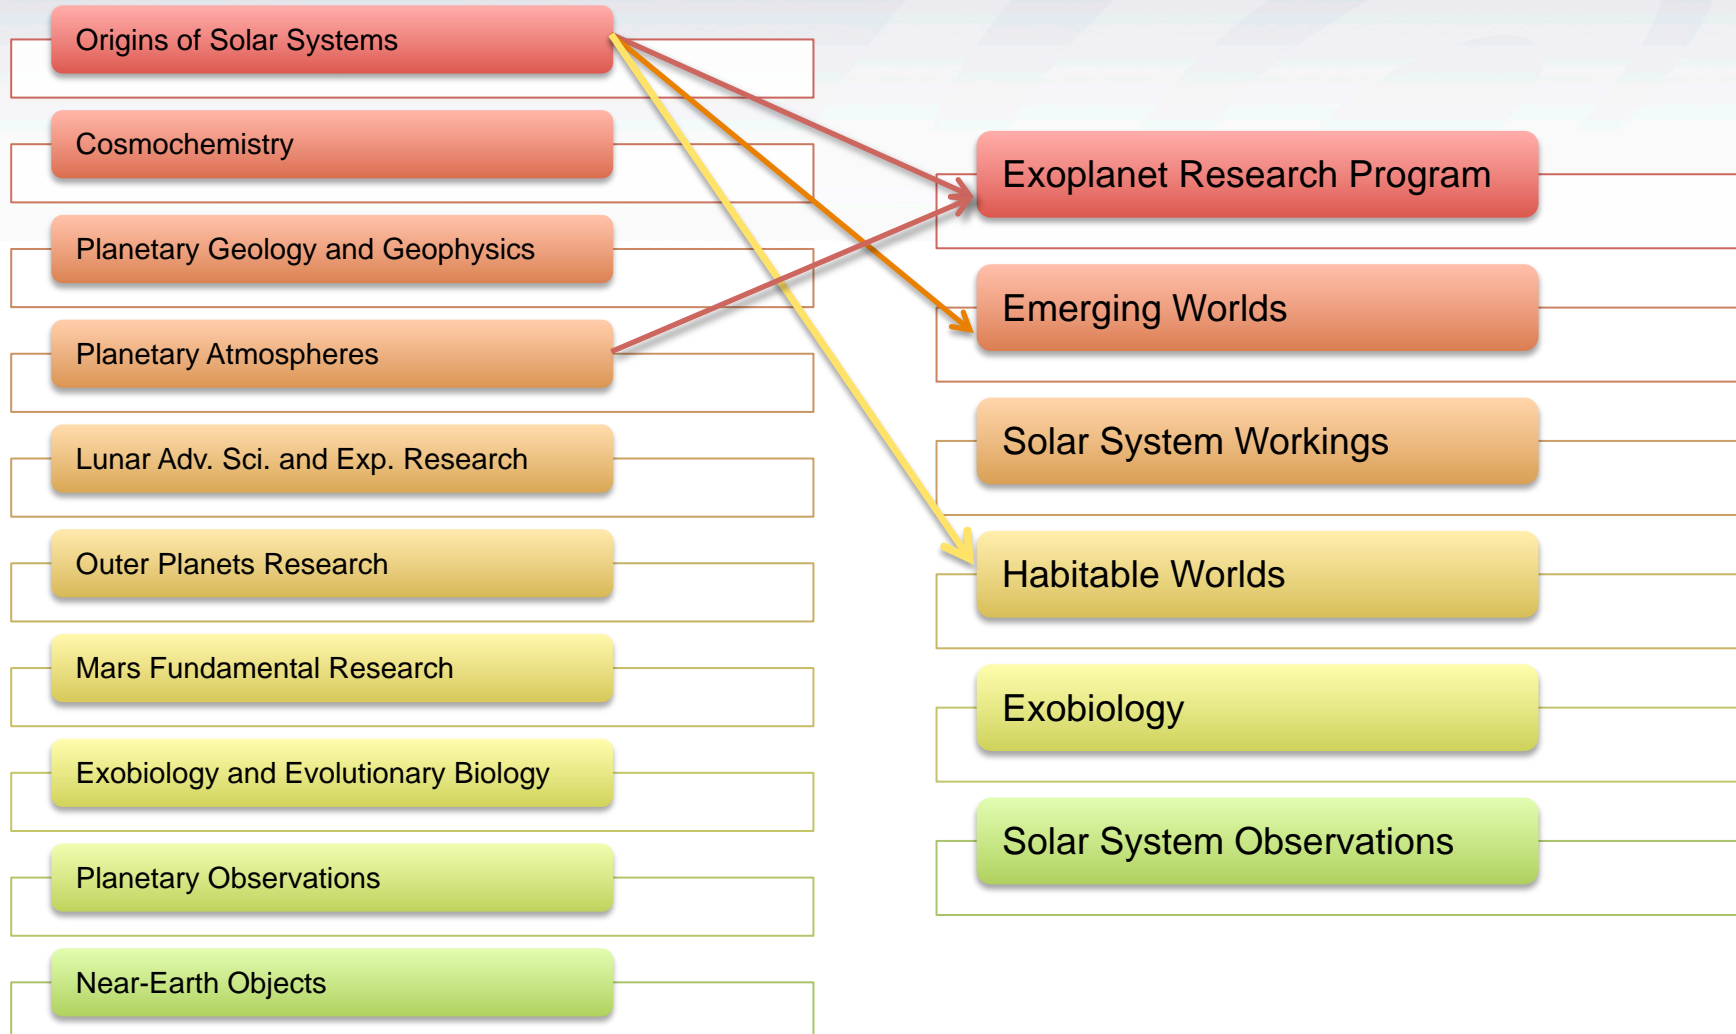 Origins of Solar Systems
Cosmochemistry
Planetary Geology and Geophysics
Planetary Atmospheres
Lunar Adv. Sci. and Exp. Research
Outer Planets Research
Mars Fundamental Research
Exobiology and Evolutionary Biology
Planetary Observations
Near-Earth Objects
Exoplanet Research Program
Emerging Worlds
Solar System Workings
Habitable Worlds
Exobiology
Solar System Observations